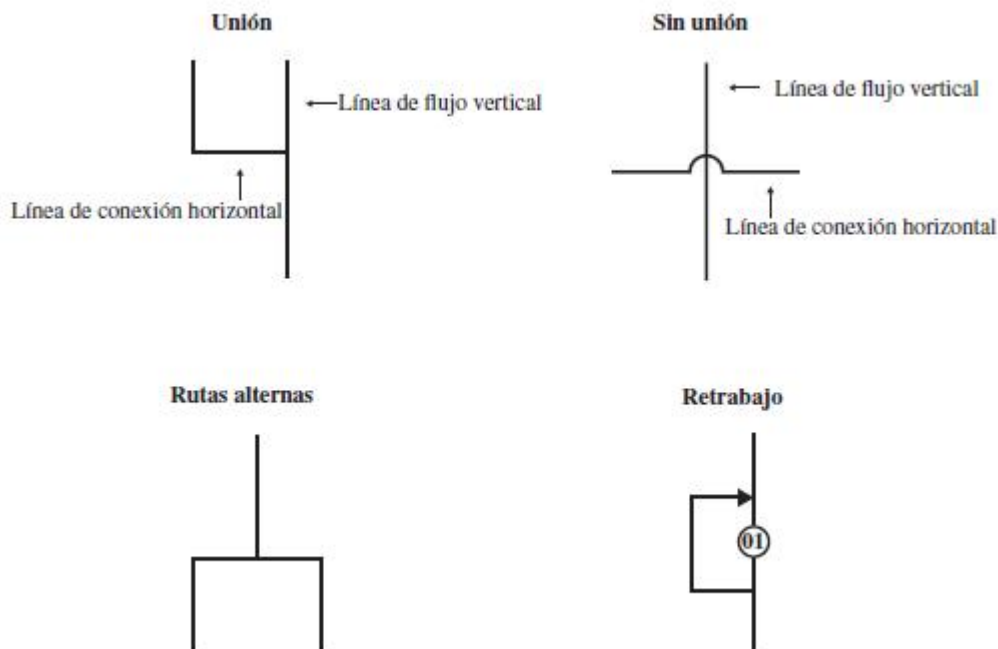 Unión
Sin unión
Línea de flujo vertical
Línea de flujo vertical
Línea de conexión horizontal
Línea de conexión horizontal
Rutas alternas
Retrabajo
01